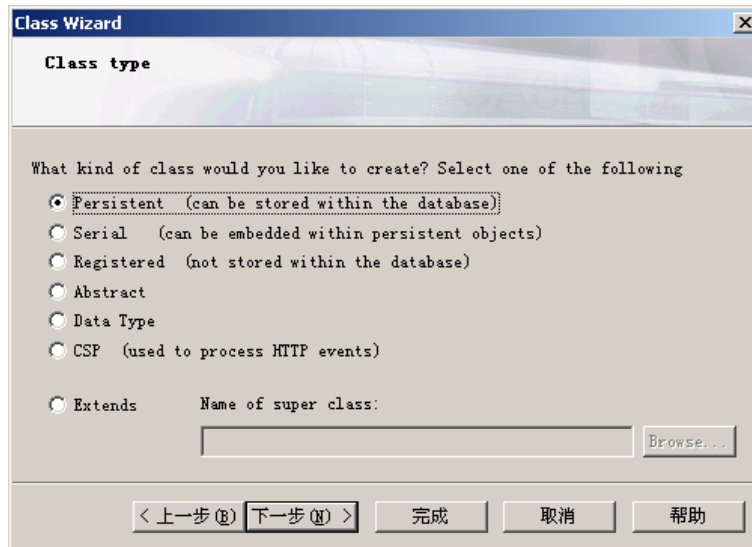 Class Wizard
Class type
What kind of class would you like to create? Select one of the following
Persistent (can be stored within the database)
Serial (can be embedded within persistent objects)
Registered (not stored within the database)
Abstract
Data Type
CSP (used to process HTTP events)
Extends Name of super class:
Browse...
< 上一步(B) 下一步(N) > 完成 取消 帮助